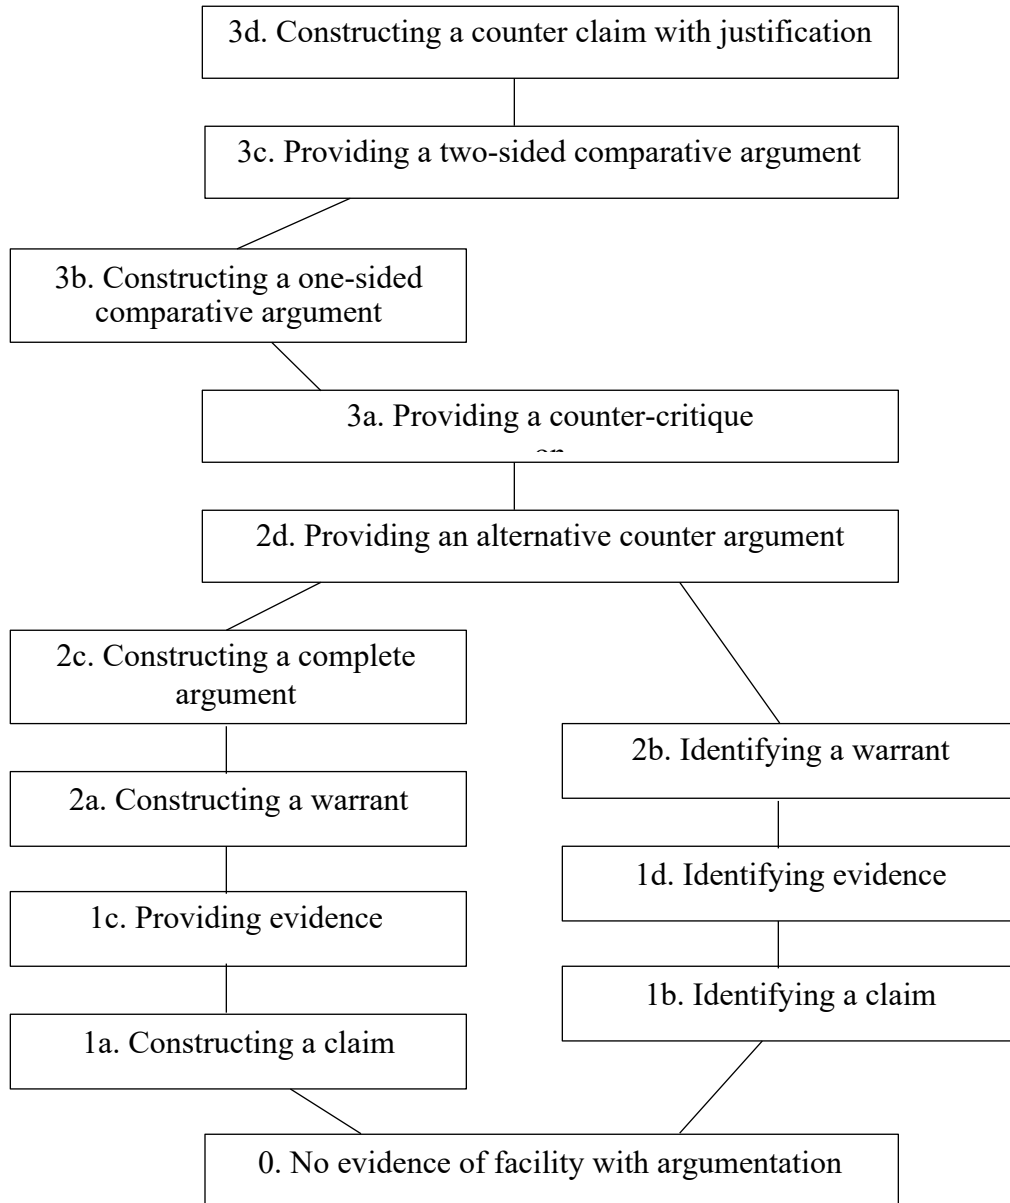 3d. Constructing a counter claim with justification
3c. Providing a two-sided comparative argument
3b. Constructing a one-sided
comparative argument
3a. Providing a counter-critique
2d. Providing an alternative counter argument
2c. Constructing a complete
argument
2b. Identifying a warrant
2a. Constructing a warrant
1d. Identifying evidence
1c. Providing evidence
1b. Identifying a claim
1a. Constructing a claim
0. No evidence of facility with argumentation